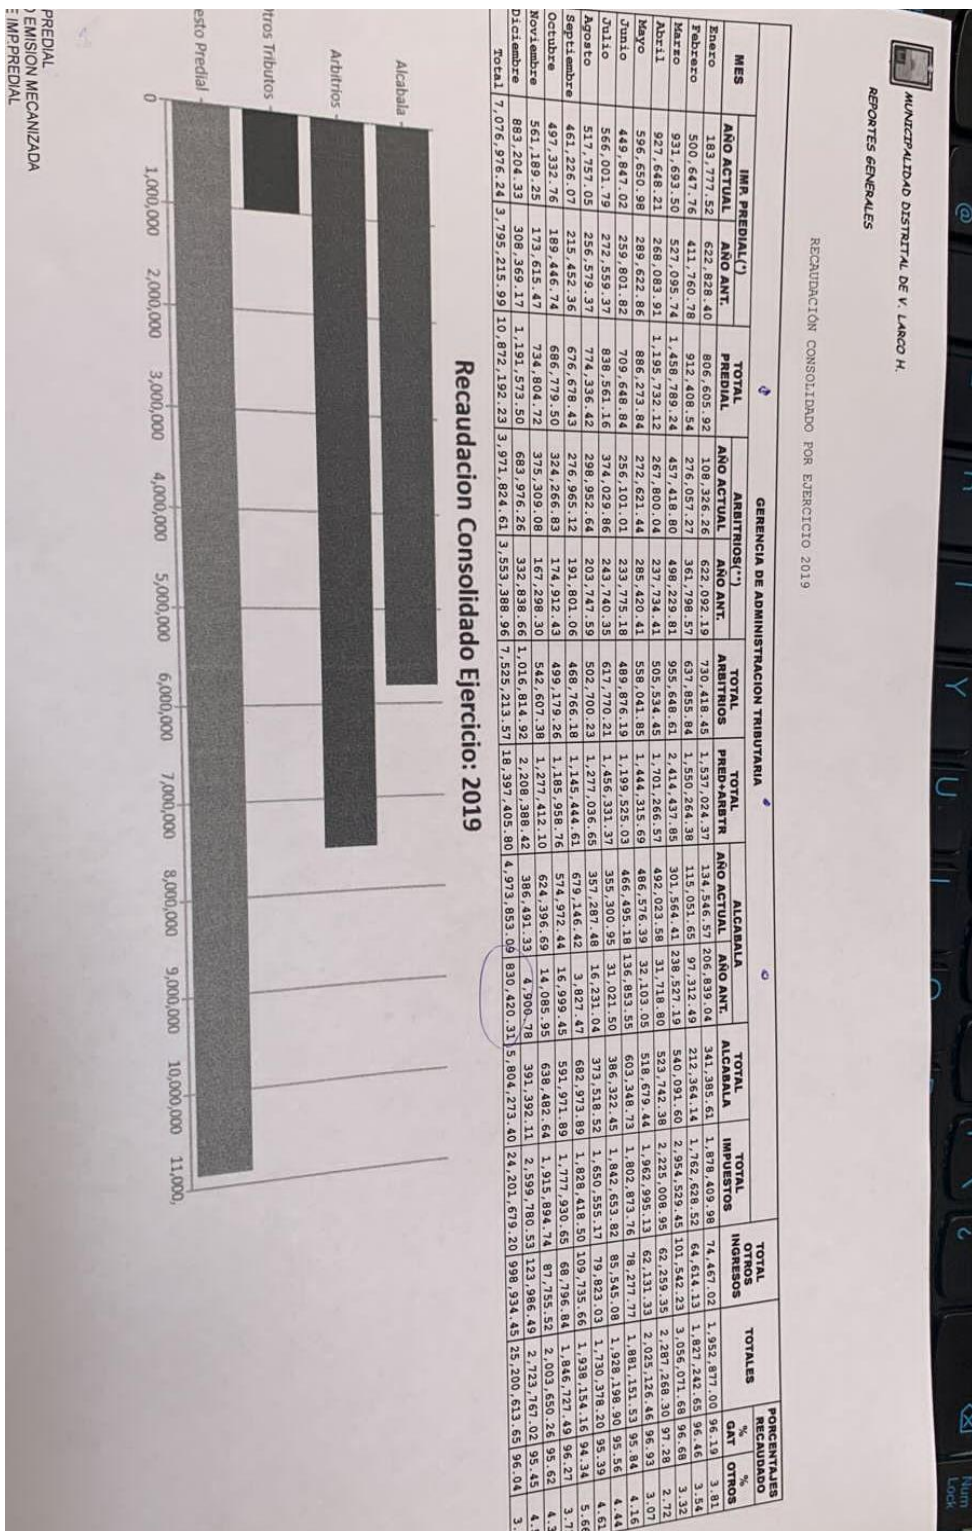 MUNICIPALIDAD DISTRITAL DE V. LARCO H.
REPORTES GENERALES
RECAUDACIÓN CONSOLIDADO POR EJERCICIO 2019
GERENCIA DE ADMINISTRACION TRIBUTARIA
PORCENTAJES RECAUDADO
MES IMP. PREDIAL(*) TOTAL PREDIAL ARBITRIOS(**) TOTAL ARBITRIOS TOTAL PRED+ARBTR ALCABALA TOTAL ALCABALA TOTAL IMPUESTOS TOTAL OTROS INGRESOS TOTALES % GAT % OTROS
AÑO ACTUAL AÑO ANT. AÑO ACTUAL AÑO ANT. AÑO ACTUAL AÑO ANT.
Enero 183,777.52 622,828.40 806,605.92 108,326.26 622,092.19 730,418.45 1,537,024.37 134,546.57 206,839.04 341,385.61 1,878,409.98 74,467.02 1,952,877.00 96.19 3.81
Febrero 500,647.76 411,760.78 912,408.54 276,057.27 361,798.57 637,855.84 1,550,264.38 115,051.65 97,312.49 212,364.14 1,762,628.52 64,614.13 1,827,242.65 96.46 3.54
Marzo 931,693.50 527,095.74 1,458,789.24 457,418.80 498,229.81 955,648.61 2,414,437.85 301,564.41 238,527.19 540,091.60 2,954,529.45 101,542.23 3,056,071.68 96.68 3.32
Abril 927,648.21 268,083.91 1,195,732.12 267,800.04 237,734.41 505,534.45 1,701,266.57 492,023.58 31,718.80 523,742.38 2,225,008.95 62,259.35 2,287,268.30 97.28 2.72
Mayo 596,650.98 289,622.86 886,273.84 272,621.44 285,420.41 558,041.85 1,444,315.69 486,576.39 32,103.05 518,679.44 1,962,995.13 62,131.33 2,025,126.46 96.93 3.07
Junio 449,847.02 259,801.82 709,648.84 256,101.01 233,775.18 489,876.19 1,199,525.03 466,495.18 136,853.55 603,348.73 1,802,873.76 78,277.77 1,881,151.53 95.84 4.16
Julio 566,001.79 272,559.37 838,561.16 374,029.86 243,740.35 617,770.21 1,456,331.37 355,300.95 31,021.50 386,322.45 1,842,653.82 85,545.08 1,928,198.90 95.56 4.44
Agosto 517,757.05 256,579.37 774,336.42 298,952.64 203,747.59 502,700.23 1,277,036.65 357,287.48 16,231.04 373,518.52 1,650,555.17 79,823.03 1,730,378.20 95.39 4.61
Septiembre 461,226.07 215,452.36 676,678.43 276,965.12 191,801.06 468,766.18 1,145,444.61 679,146.42 3,827.47 682,973.89 1,828,418.50 109,735.66 1,938,154.16 94.34 5.66
Octubre 497,332.76 189,446.74 686,779.50 324,266.83 174,912.43 499,179.26 1,185,958.76 574,972.44 16,999.45 591,971.89 1,777,930.65 68,796.84 1,846,727.49 96.27 3.7
Noviembre 561,189.25 173,615.47 734,804.72 375,309.08 167,298.30 542,607.38 1,277,412.10 624,396.69 14,085.95 638,482.64 1,915,894.74 87,755.52 2,003,650.26 95.62 4.3
Diciembre 883,204.33 308,369.17 1,191,573.50 683,976.26 332,838.66 1,016,814.92 2,208,388.42 386,491.33 4,900.78 391,392.11 2,599,780.53 123,986.49 2,723,767.02 95.45 4.
Total 7,076,976.24 3,795,215.99 10,872,192.23 3,971,824.61 3,553,388.96 7,525,213.57 18,397,405.80 4,973,853.09 830,420.31 5,804,273.40 24,201,679.20 998,934.45 25,200,613.65 96.04 3.
Recaudacion Consolidado Ejercicio: 2019
Alcabala
Arbitrios
tros Tributos
esto Predial
0 1,000,000 2,000,000 3,000,000 4,000,000 5,000,000 6,000,000 7,000,000 8,000,000 9,000,000 10,000,000 11,000,
PREDIAL
EMISION MECANIZADA
E IMP.PREDIAL
Y
U
Num
Lock